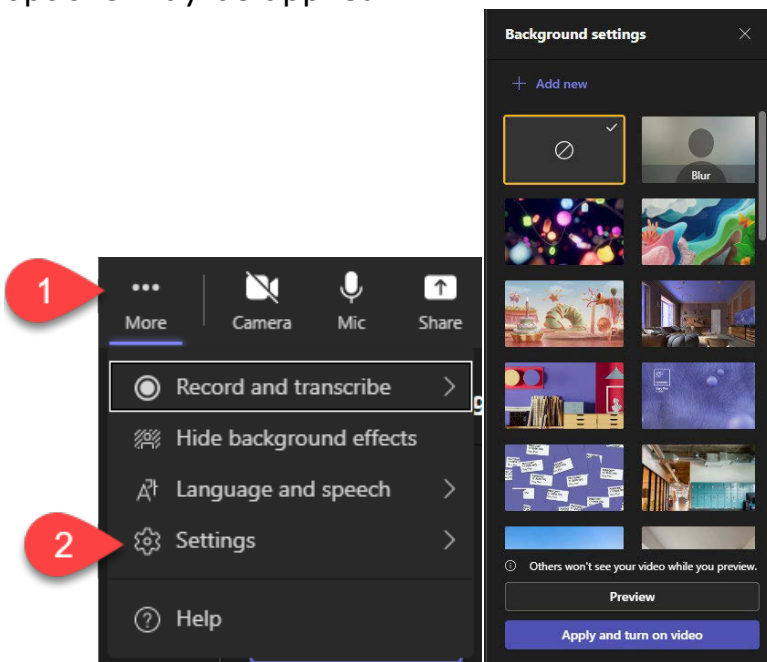 Background settings
Add new
Blur
1
More
Camera
Mic
Share
Record and transcribe
Hide background effects
Language and speech
2
Settings
Help
Others won't see your video while you preview.
Preview
Apply and turn on video